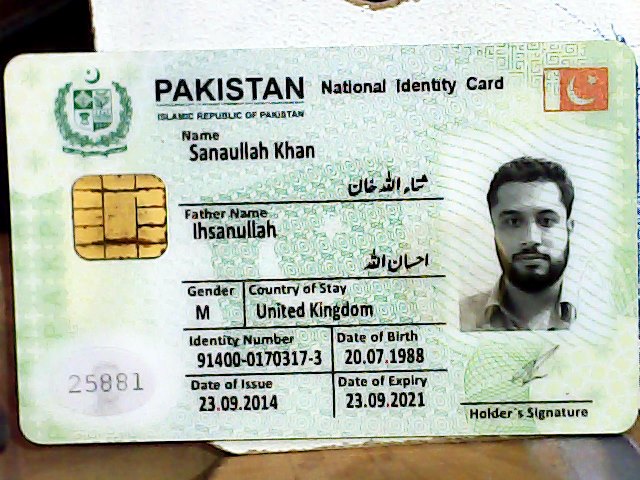 PAKISTAN National Identity Card
ISLAMIC REPUBLIC OF PAKISTAN
Name
Sanaullah Khan
ثناء اللہ خان
Father Name
Ihsanullah
احسان اللہ
Gender Country of Stay
M United Kingdom
Identity Number Date of Birth
91400-0170317-3 20.07.1988
Date of Issue Date of Expiry
23.09.2014 23.09.2021
25881
Holder's Signature